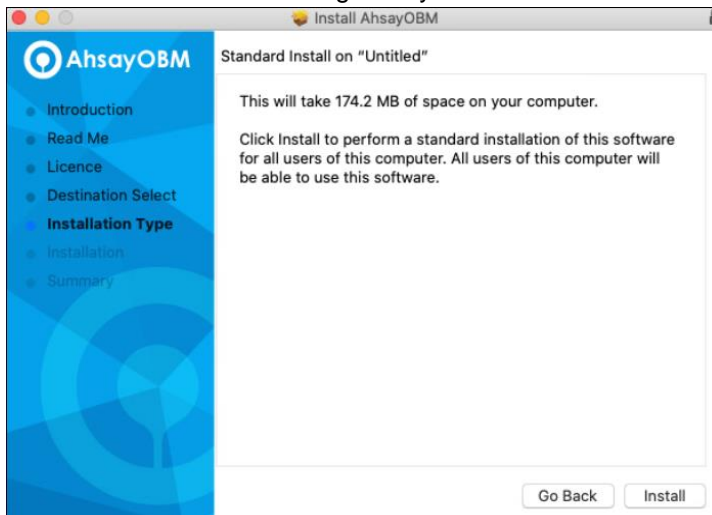 Install AhsayOBM
AhsayOBM
Introduction
Read Me
Licence
Destination Select
Installation Type
Installation
Summary
Standard Install on "Untitled"
This will take 174.2 MB of space on your computer.
Click Install to perform a standard installation of this software
for all users of this computer. All users of this computer will
be able to use this software.
Go Back
Install